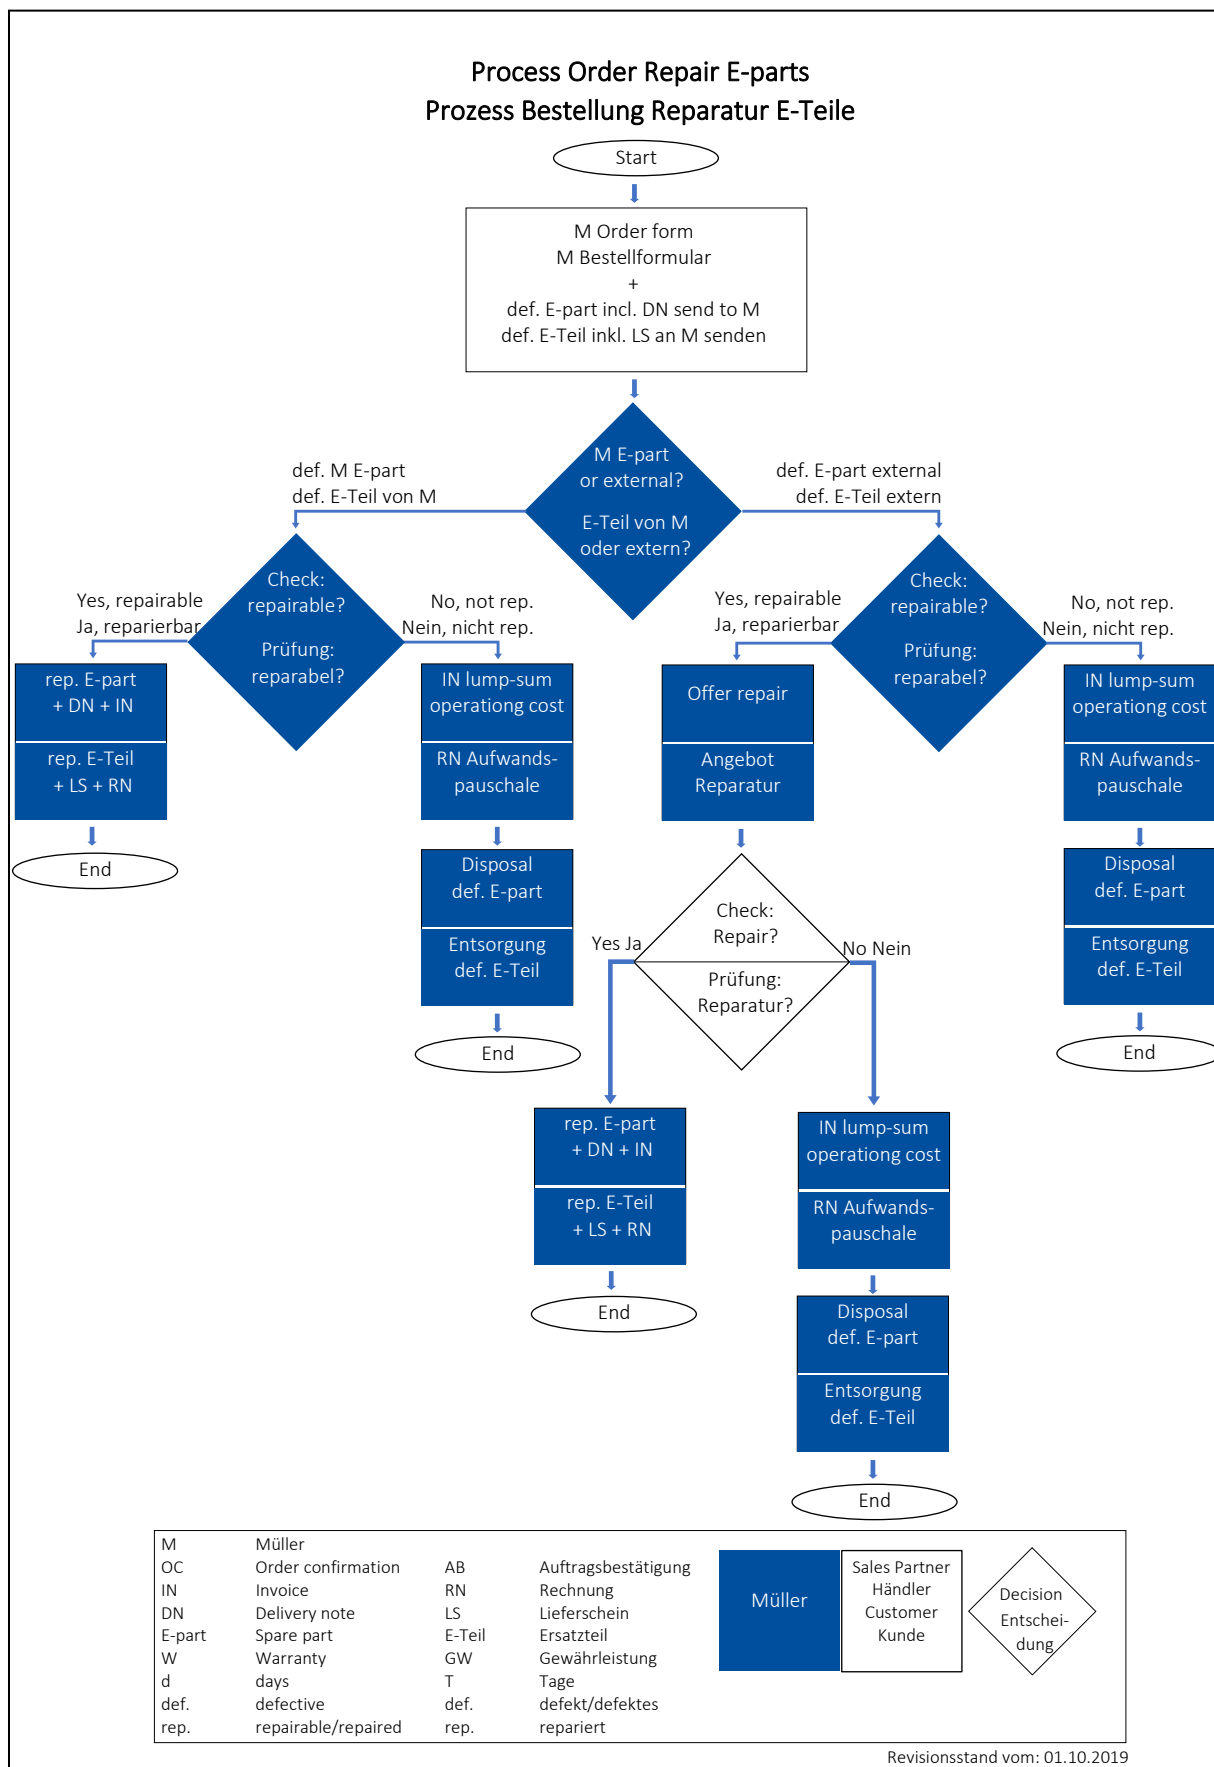 Process Order Repair E-parts
Prozess Bestellung Reparatur E-Teile
Start
M Order form
M Bestellformular
+
def. E-part incl. DN send to M
def. E-Teil inkl. LS an M senden
M E-part
or external?
E-Teil von M
oder extern?
def. M E-part
def. E-Teil von M
def. E-part external
def. E-Teil extern
Check:
repairable?
Prüfung:
reparabel?
Yes, repairable
Ja, reparierbar
No, not rep.
Nein, nicht rep.
Check:
repairable?
Prüfung:
reparabel?
Yes, repairable
Ja, reparierbar
No, not rep.
Nein, nicht rep.
rep. E-part
+ DN + IN
rep. E-Teil
+ LS + RN
End
IN lump-sum
operationg cost
RN Aufwands-
pauschale
Disposal
def. E-part
Entsorgung
def. E-Teil
End
Offer repair
Angebot
Reparatur
IN lump-sum
operationg cost
RN Aufwands-
pauschale
Disposal
def. E-part
Entsorgung
def. E-Teil
End
Check:
Repair?
Prüfung:
Reparatur?
Yes Ja
No Nein
rep. E-part
+ DN + IN
rep. E-Teil
+ LS + RN
End
IN lump-sum
operationg cost
RN Aufwands-
pauschale
Disposal
def. E-part
Entsorgung
def. E-Teil
End
M Müller
OC Order confirmation AB Auftragsbestätigung
IN Invoice RN Rechnung
DN Delivery note LS Lieferschein
E-part Spare part E-Teil Ersatzteil
W Warranty GW Gewährleistung
d days T Tage
def. defective def. defekt/defektes
rep. repairable/repaired rep. repariert
Müller
Sales Partner
Händler
Customer
Kunde
Decision
Entschei-
dung
Revisionsstand vom: 01.10.2019